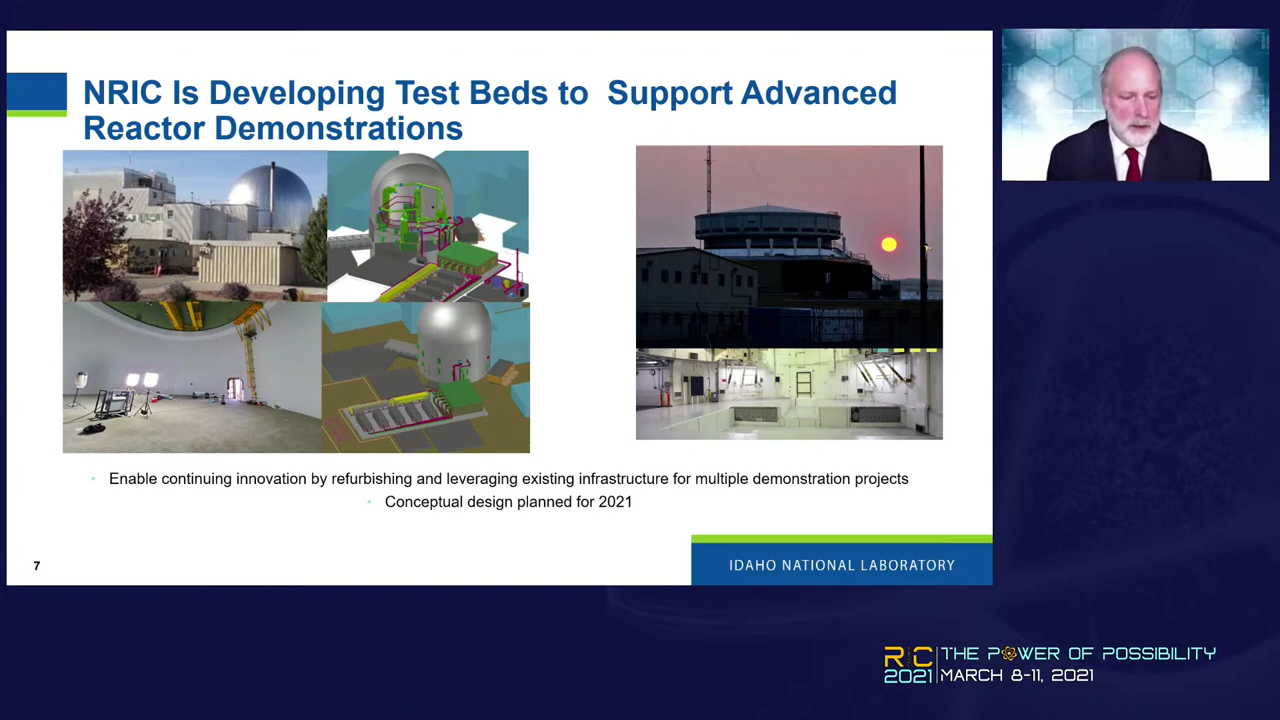 NRIC Is Developing Test Beds to Support Advanced
Reactor Demonstrations
• Enable continuing innovation by refurbishing and leveraging existing infrastructure for multiple demonstration projects
• Conceptual design planned for 2021
7
IDAHO NATIONAL LABORATORY
RIC
2021
THE POWER OF POSSIBILITY
MARCH 8-11, 2021